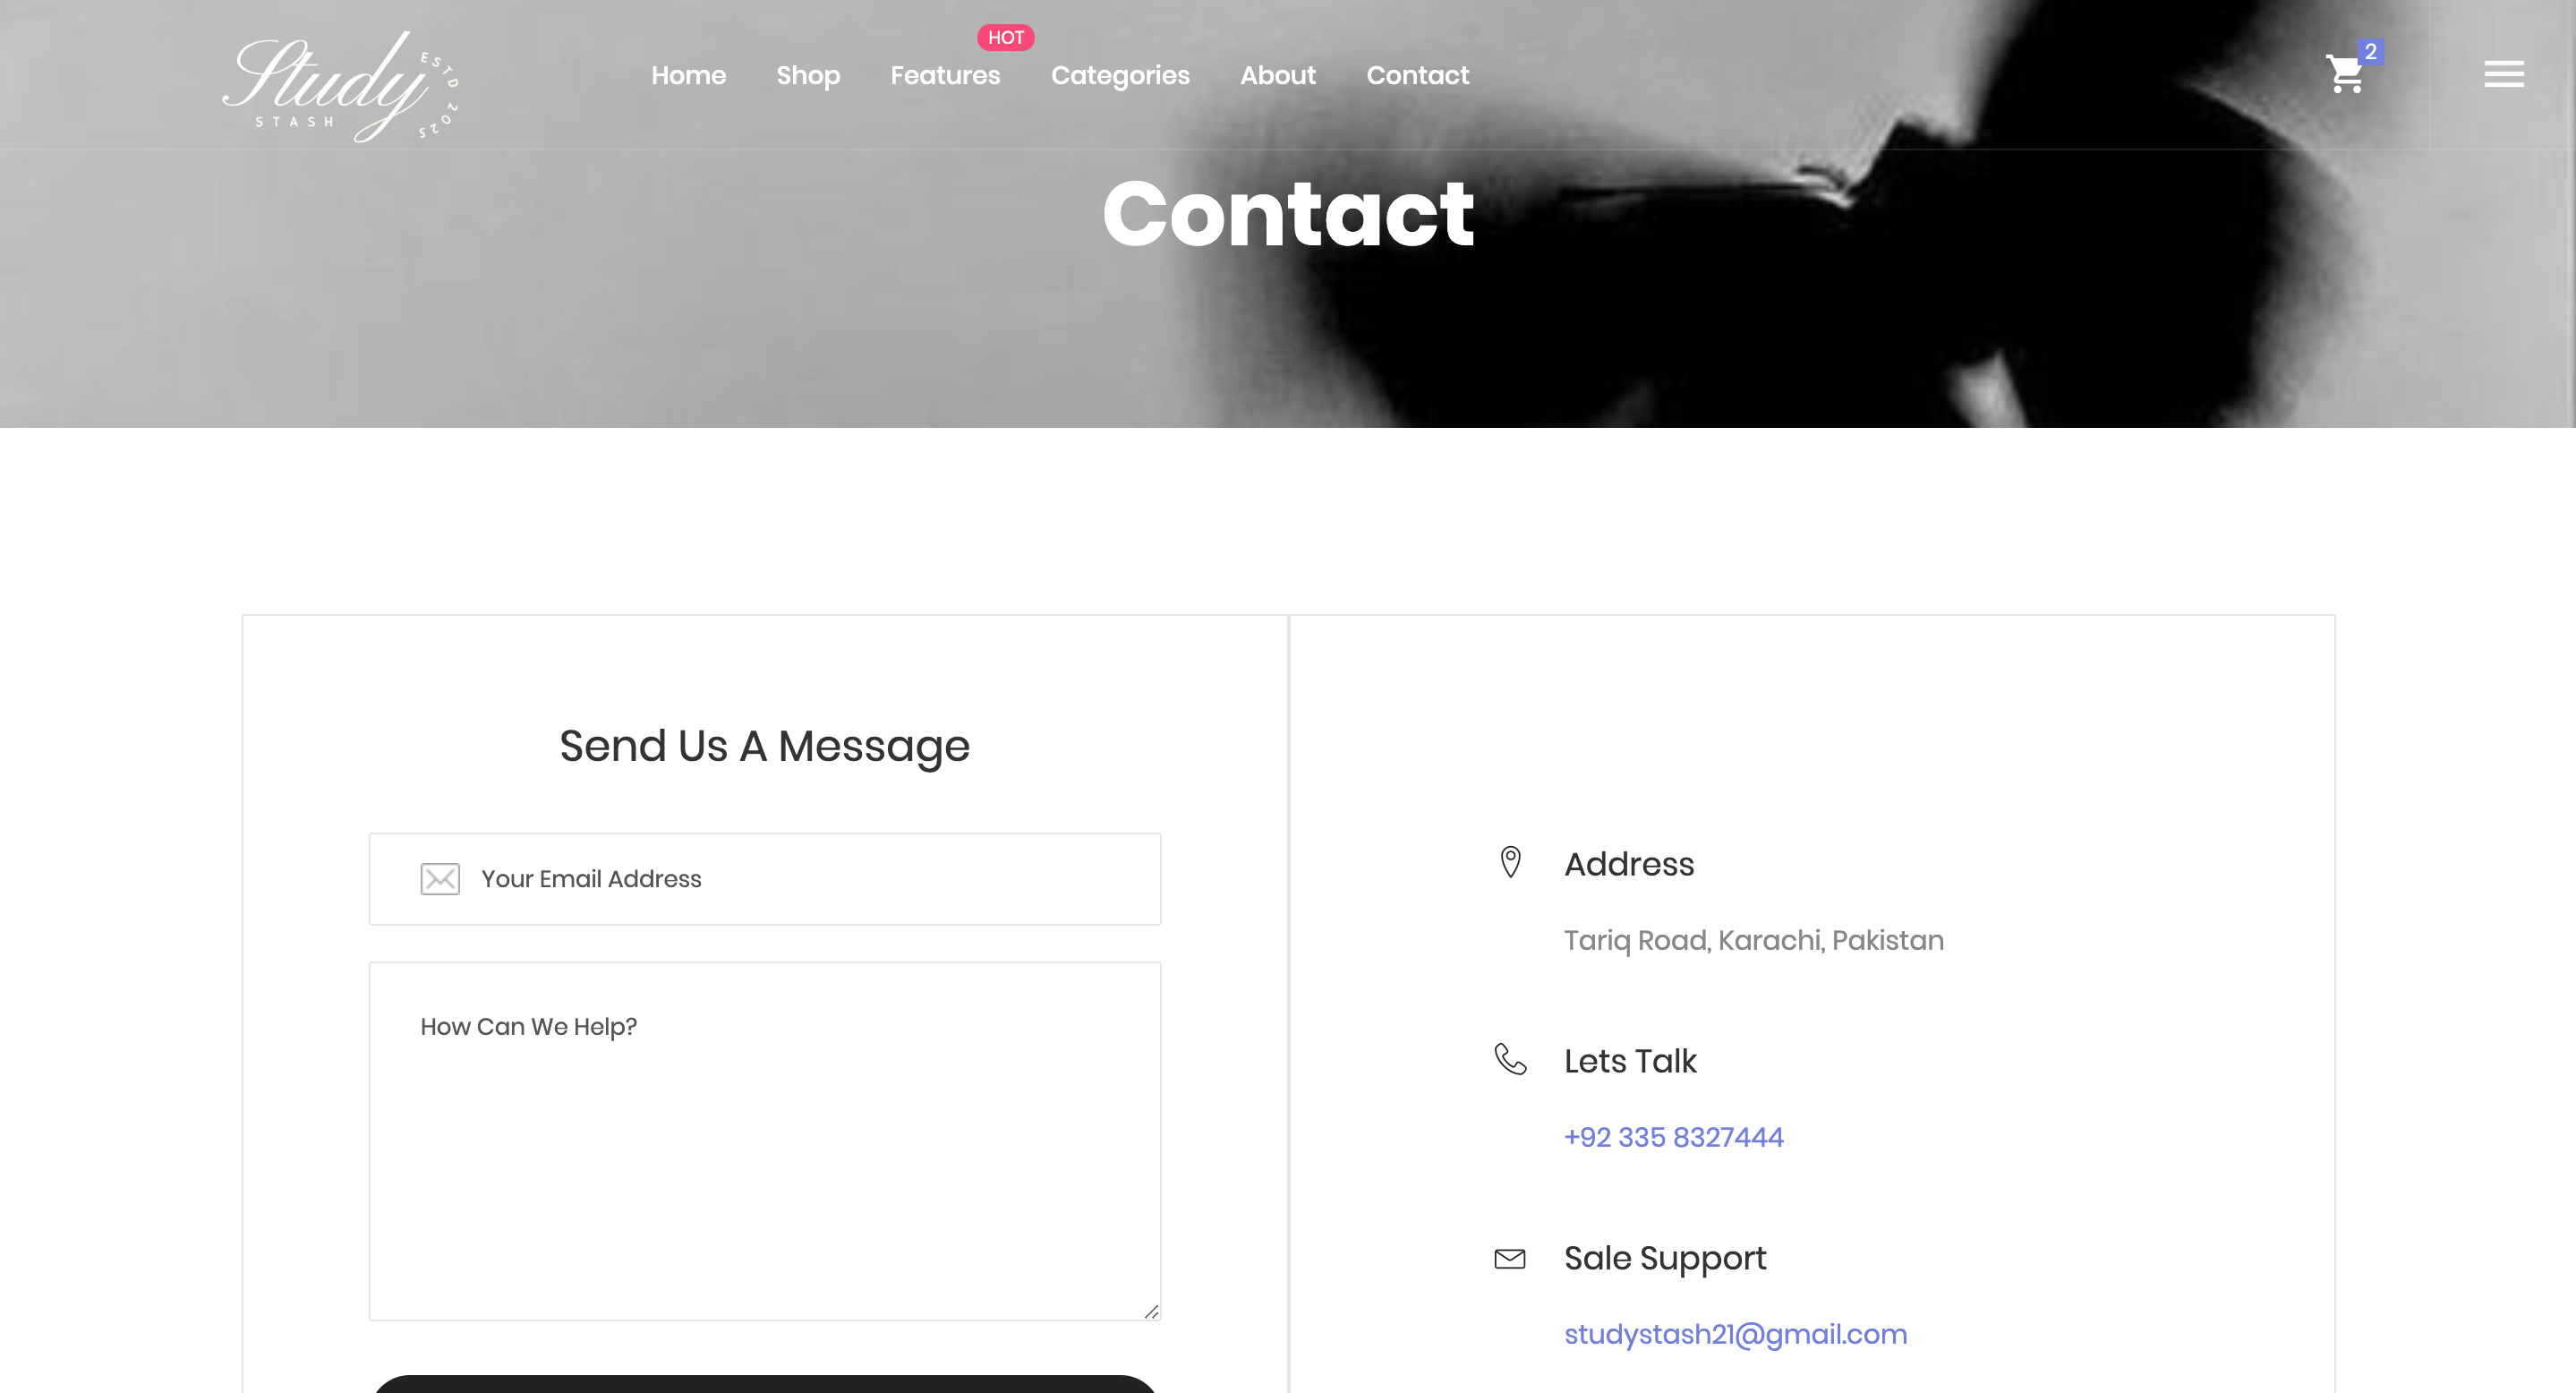 Study
STASH
ESTD 2025
HOT
Home Shop Features Categories About Contact
2
Contact
Send Us A Message
Your Email Address
How Can We Help?
Address
Tariq Road, Karachi, Pakistan
Lets Talk
+92 335 8327444
Sale Support
studystash21@gmail.com